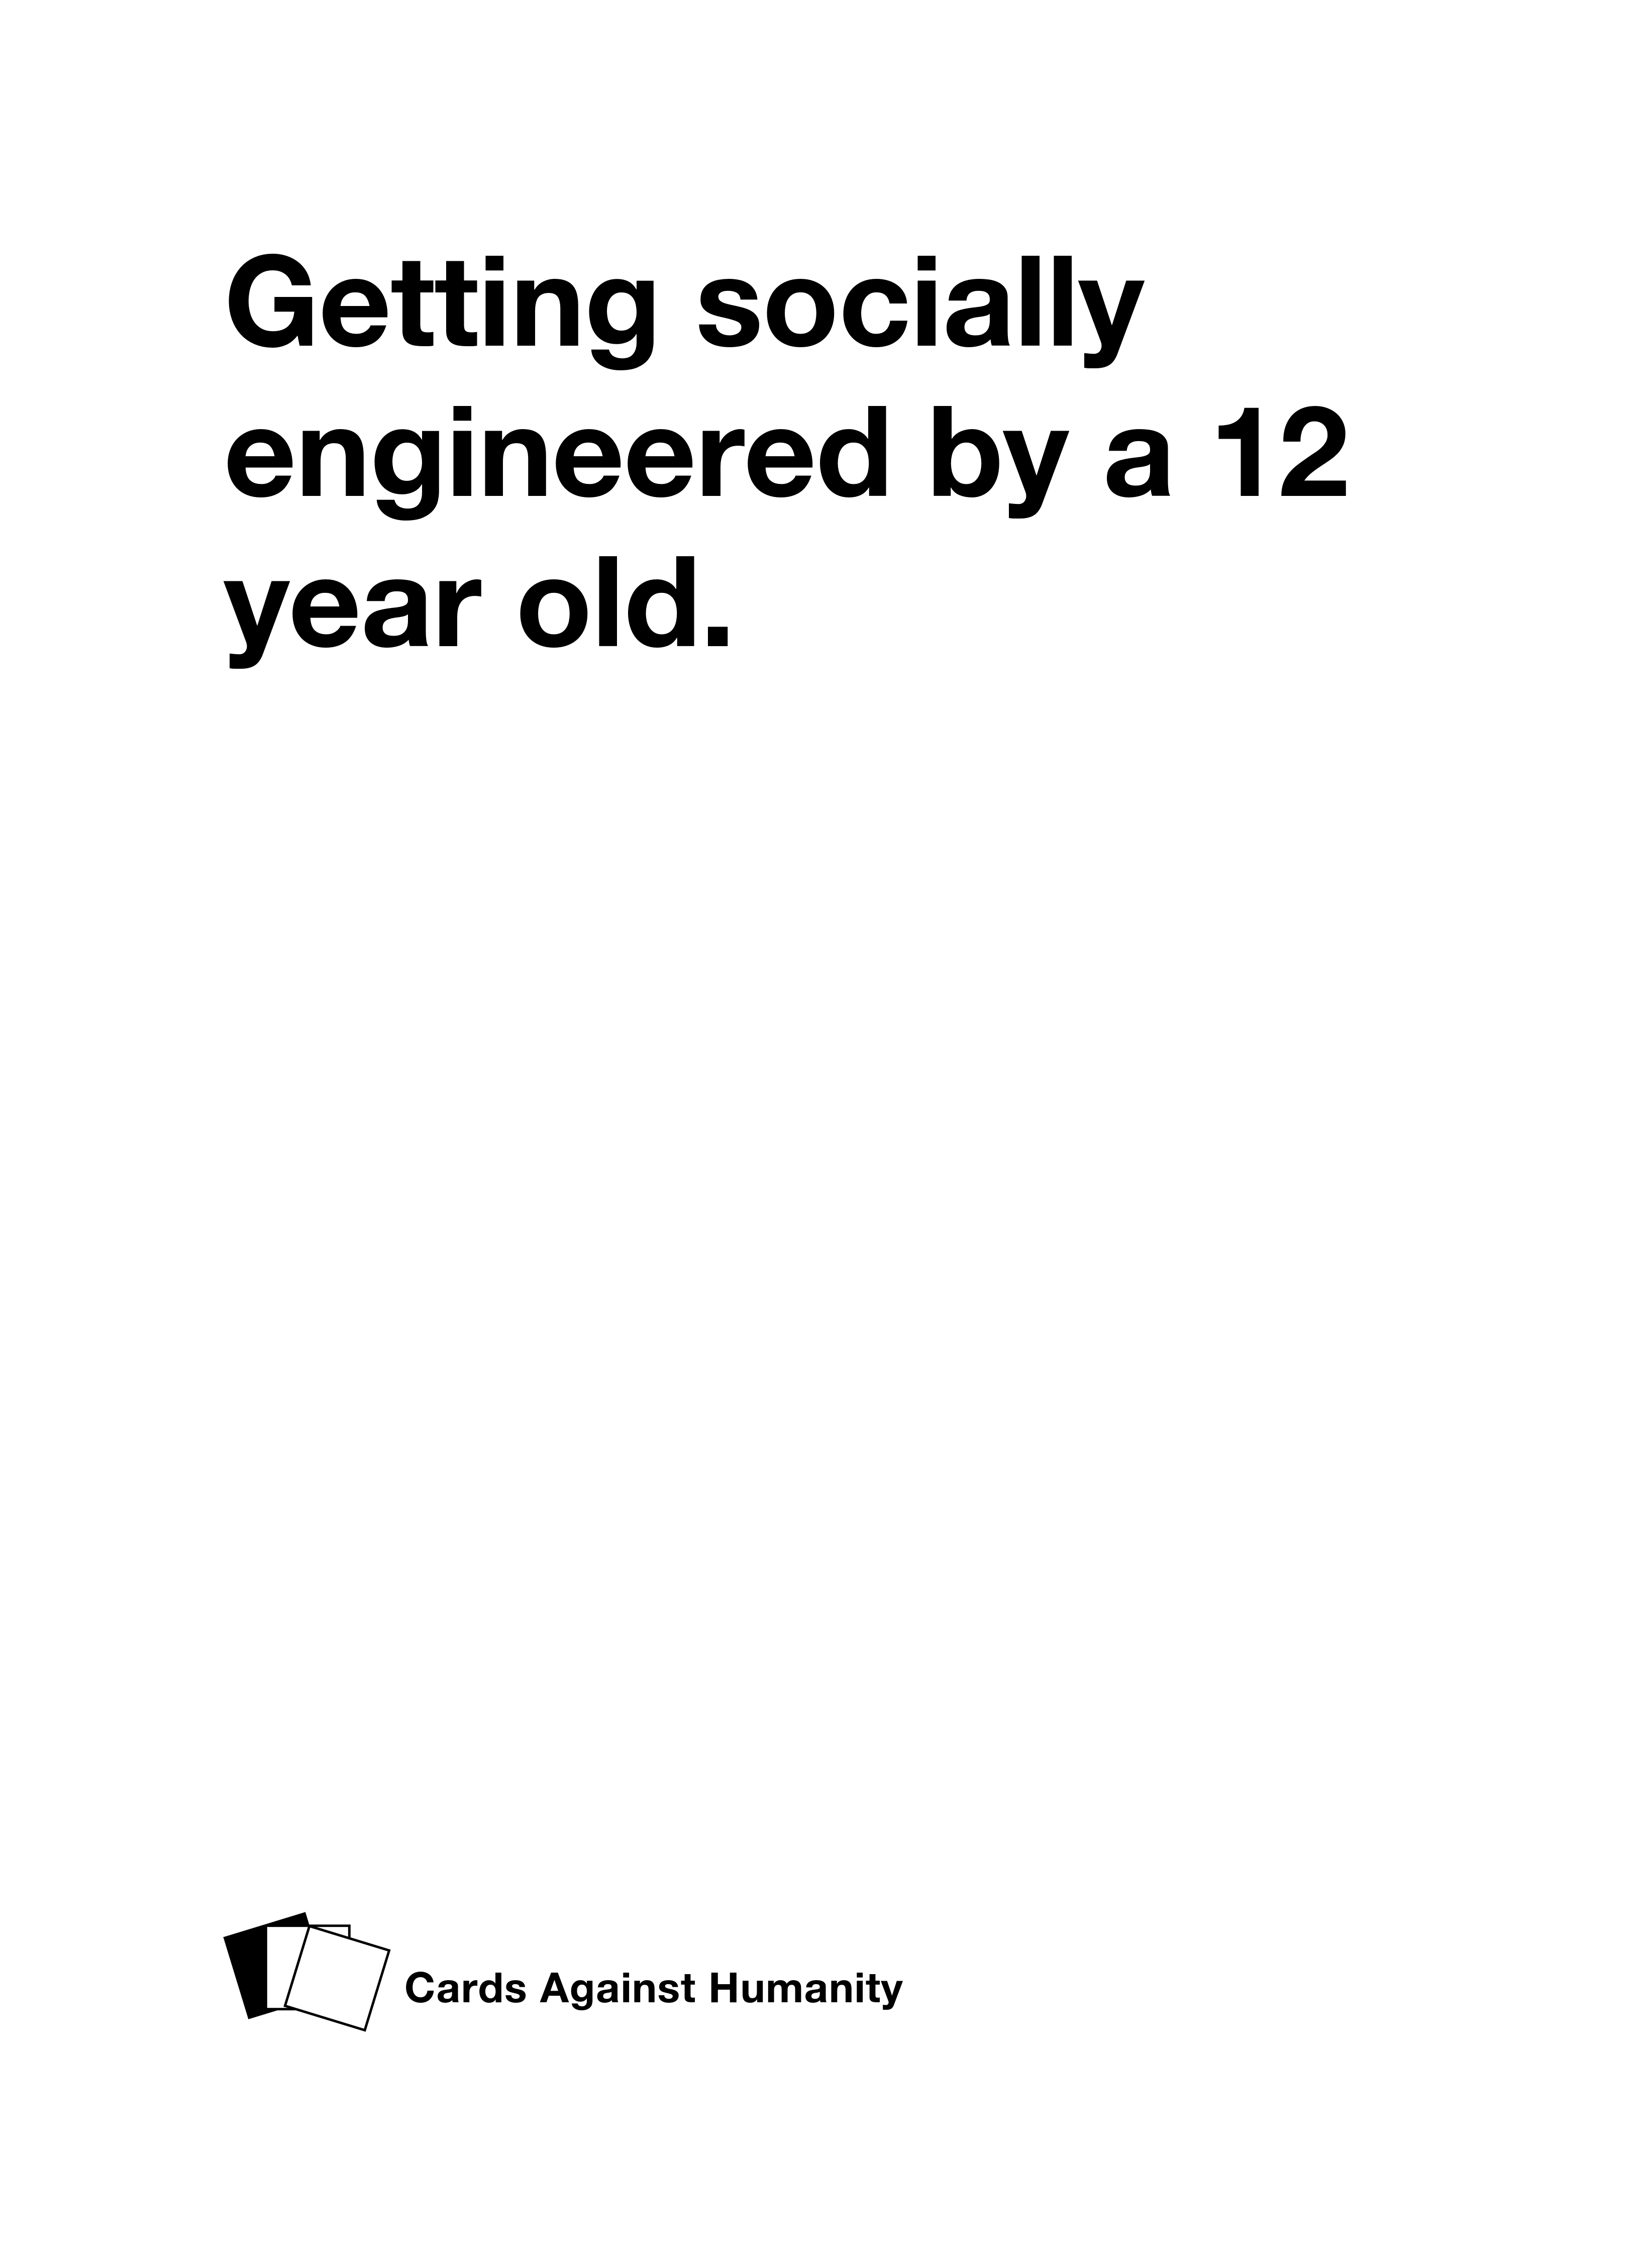 Getting socially
engineered by a 12
year old.
Cards Against Humanity